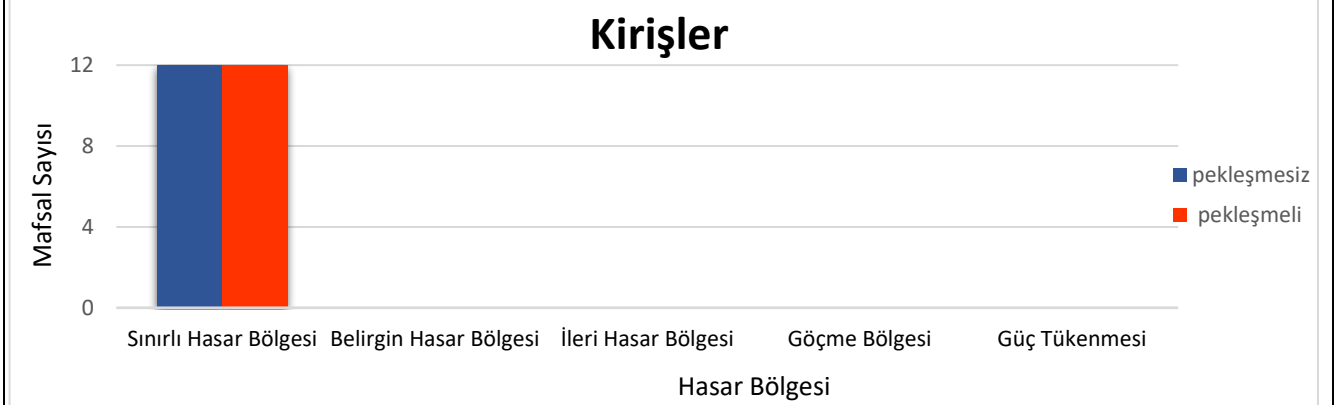 Kirişler
12
8
4
0
Mafsal Sayısı
Sınırlı Hasar Bölgesi Belirgin Hasar Bölgesi İleri Hasar Bölgesi Göçme Bölgesi Güç Tükenmesi
Hasar Bölgesi
pekleşmesiz
pekleşmeli